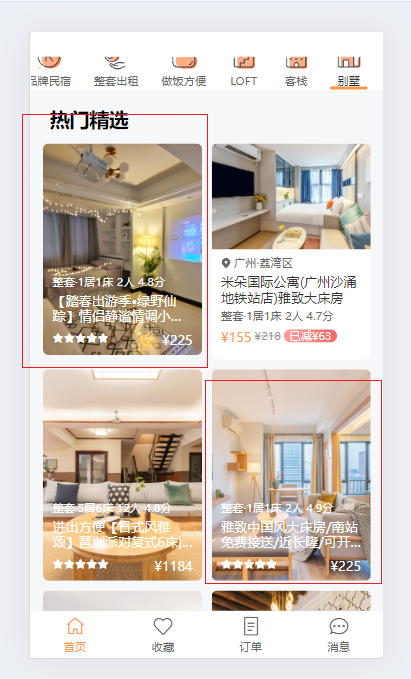 品牌民宿 整套出租 做饭方便 LOFT 客栈 别墅
热门精选
整套·1居1床 2人 4.8分
【踏春出游季•绿野仙
踪】情侣静谧情调小...
¥225
广州·荔湾区
米朵国际公寓(广州沙涌
地铁站店)雅致大床房
整套·1居1床 2人 4.7分
¥155 ¥218 已减¥63
整套·5居6床 12人 4.8分
进出方便【日式风雅
颂】琶洲派对复式6床|...
¥1184
整套·1居1床 2人 4.9分
雅致中国风大床房/南站
免费接送/近长隆/可开...
¥225
首页 收藏 订单 消息